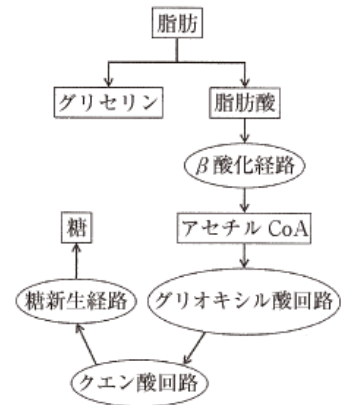 脂肪
グリセリン
脂肪酸
β酸化経路
アセチル CoA
糖
グリオキシル酸回路
糖新生経路
クエン酸回路